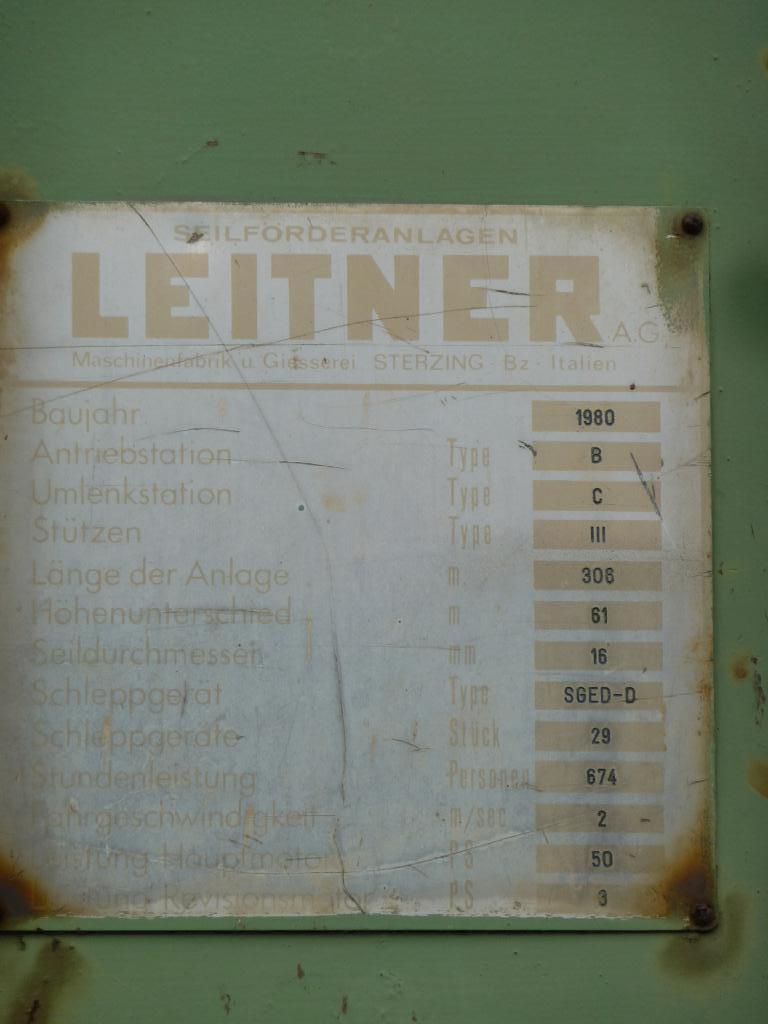 SEILFÖRDERANLAGEN
LEITNER A.G.
Maschinenfabrik u. Giesserei STERZING - Bz - Italien
Baujahr 1980
Antriebstation Type B
Umlenkstation Type C
Stützen Type III
Länge der Anlage m. 306
Höhenunterschied m 61
Seildurchmesser mm 16
Schleppgerät Type SGED-D
Schleppgeräte Stück 29
Stundenleistung Personen 674
Fahrgeschwindigkeit m/sec 2
Leistung Hauptmotor PS 50
Leistung Revisionsmotor PS 3